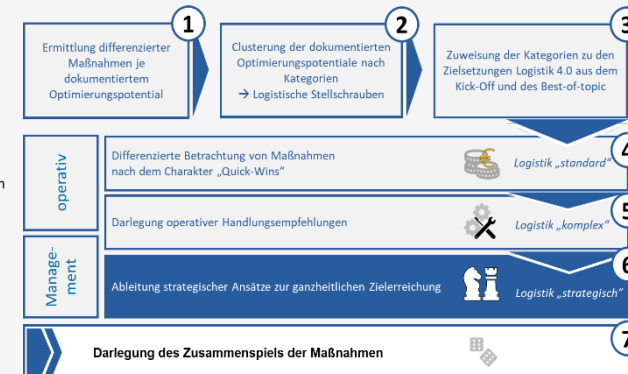 1
Ermittlung differenzierter
Maßnahmen je
dokumentiertem
Optimierungspotential
2
Clusterung der dokumentierten
Optimierungspotentiale nach
Kategorien
→ Logistische Stellschrauben
3
Zuweisung der Kategorien zu den
Zielsetzungen Logistik 4.0 aus dem
Kick-Off und des Best-of-topic
operativ
Differenzierte Betrachtung von Maßnahmen
nach dem Charakter „Quick-Wins“
Logistik „standard“
4
Darlegung operativer Handlungsempfehlungen
Logistik „komplex“
5
Manage-
ment
Ableitung strategischer Ansätze zur ganzheitlichen Zielerreichung
Logistik „strategisch“
6
Darlegung des Zusammenspiels der Maßnahmen
7